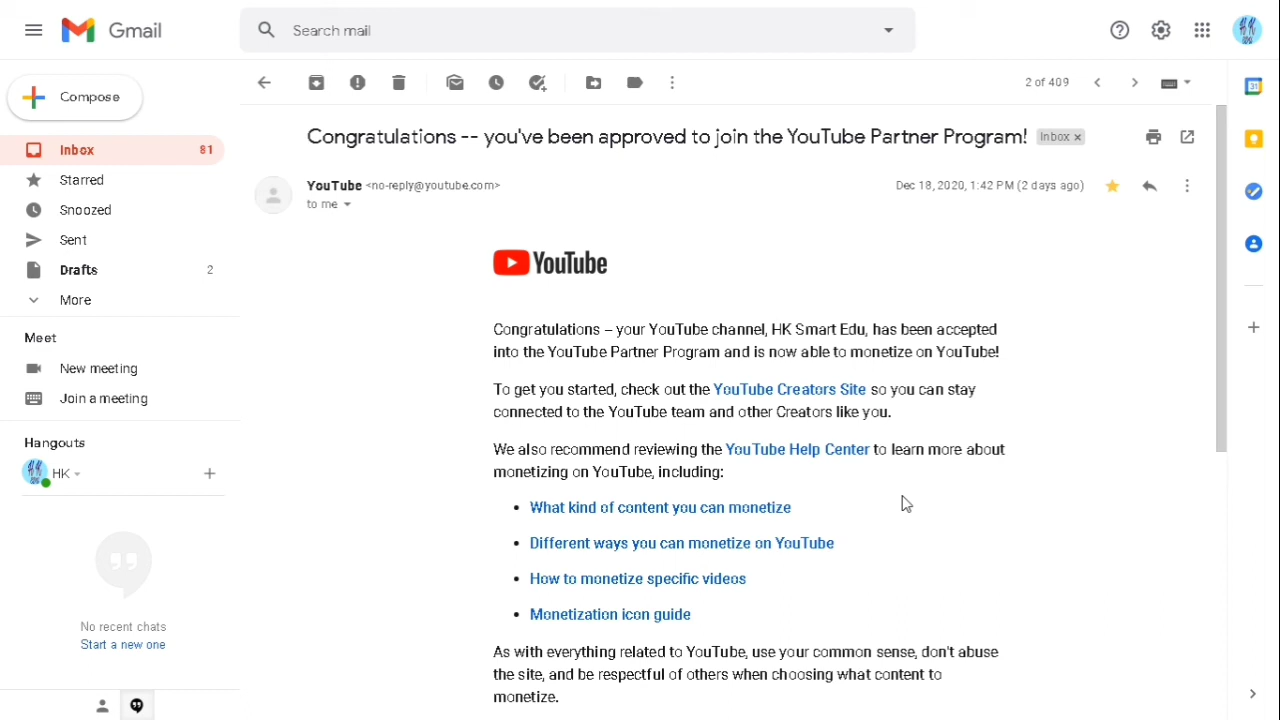 Gmail
Search mail
Compose
2 of 409
Inbox 81
Starred
Snoozed
Sent
Drafts 2
More
Meet
New meeting
Join a meeting
Hangouts
HK
No recent chats
Start a new one
Congratulations -- you've been approved to join the YouTube Partner Program! Inbox x
YouTube <no-reply@youtube.com> Dec 18, 2020, 1:42 PM (2 days ago)
to me
YouTube
Congratulations – your YouTube channel, HK Smart Edu, has been accepted
into the YouTube Partner Program and is now able to monetize on YouTube!
To get you started, check out the YouTube Creators Site so you can stay
connected to the YouTube team and other Creators like you.
We also recommend reviewing the YouTube Help Center to learn more about
monetizing on YouTube, including:
• What kind of content you can monetize
• Different ways you can monetize on YouTube
• How to monetize specific videos
• Monetization icon guide
As with everything related to YouTube, use your common sense, don't abuse
the site, and be respectful of others when choosing what content to
monetize.
31